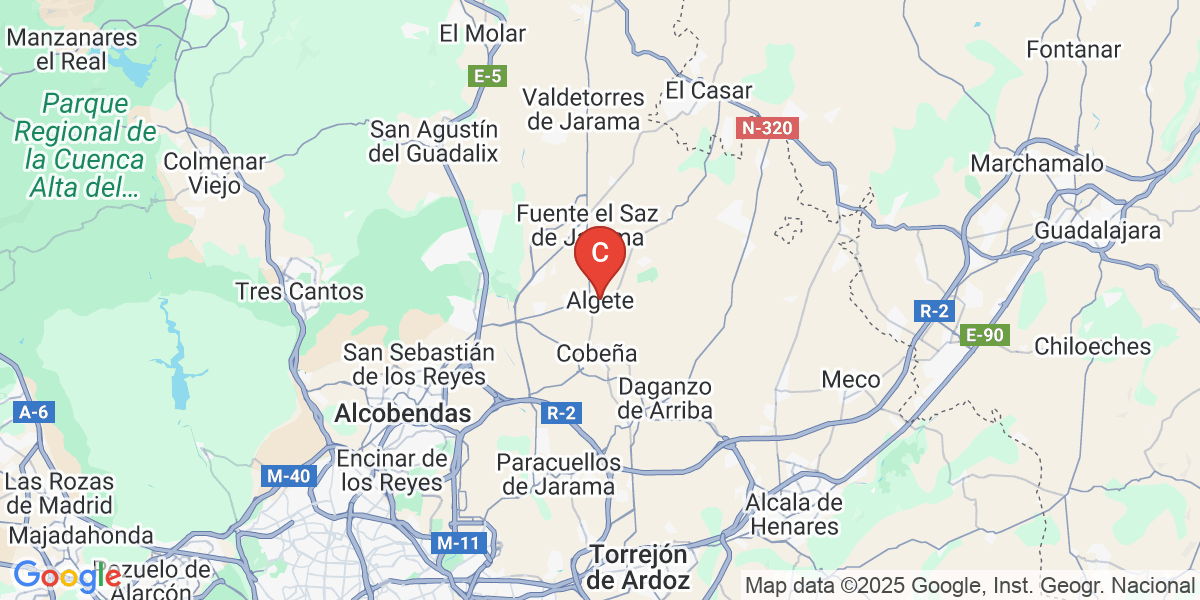 Manzanares
el Real
El Molar
E-5
Fontanar
El Casar
Valdetorres
de Jarama
Parque
Regional de
la Cuenca
Alta del...
San Agustín
del Guadalix
N-320
Colmenar
Viejo
Marchamalo
Fuente el Saz
de Jarama
Guadalajara
C
Tres Cantos
Algete
R-2
E-90
San Sebastián
de los Reyes
Cobeña
Chiloeches
Meco
Daganzo
de Arriba
A-6
Alcobendas
R-2
Encinar de
los Reyes
Paracuellos
de Jarama
M-40
Las Rozas
de Madrid
Alcala de
Henares
Majadahonda
M-11
Torrejón
de Ardoz
Pozuelo de
Alarcón
Google
Map data ©2025 Google, Inst. Geogr. Nacional